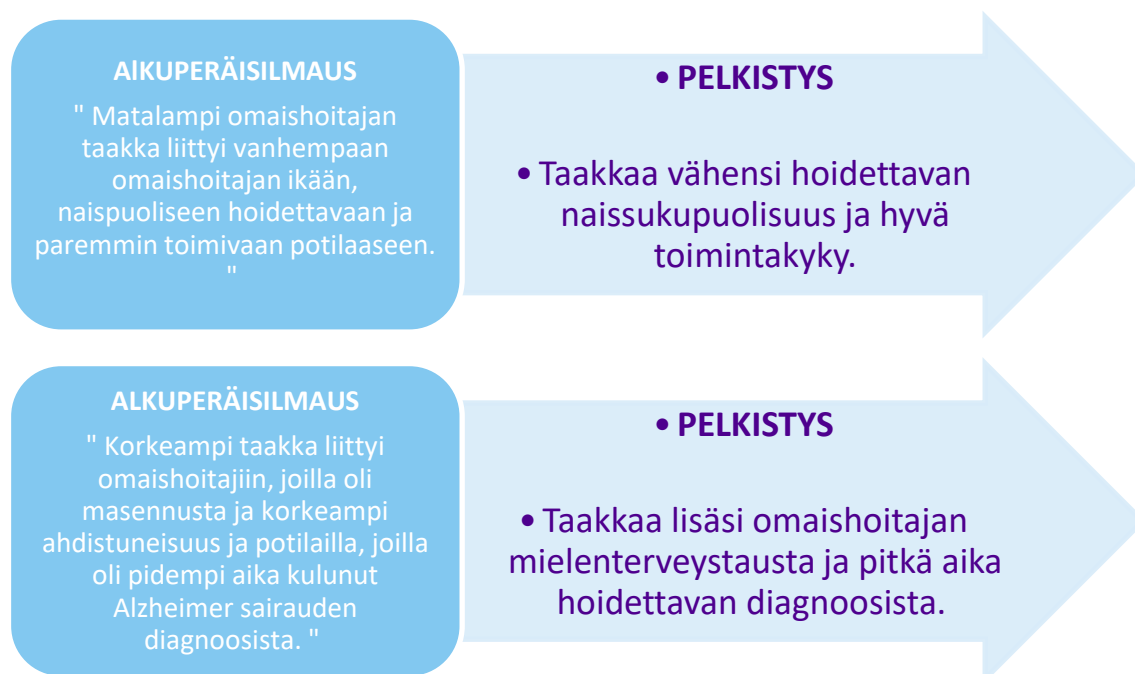 AlKUPERÄISILMAUS
" Matalampi omaishoitajan
taakka liittyi vanhempaan
omaishoitajan ikään,
naispuoliseen hoidettavaan ja
paremmin toimivaan potilaaseen.
"
• PELKISTYS
• Taakkaa vähensi hoidettavan
naissukupuolisuus ja hyvä
toimintakyky.
ALKUPERÄISILMAUS
" Korkeampi taakka liittyi
omaishoitajiin, joilla oli
masennusta ja korkeampi
ahdistuneisuus ja potilailla, joilla
oli pidempi aika kulunut
Alzheimer sairauden
diagnoosista. "
• PELKISTYS
• Taakkaa lisäsi omaishoitajan
mielenterveystausta ja pitkä aika
hoidettavan diagnoosista.